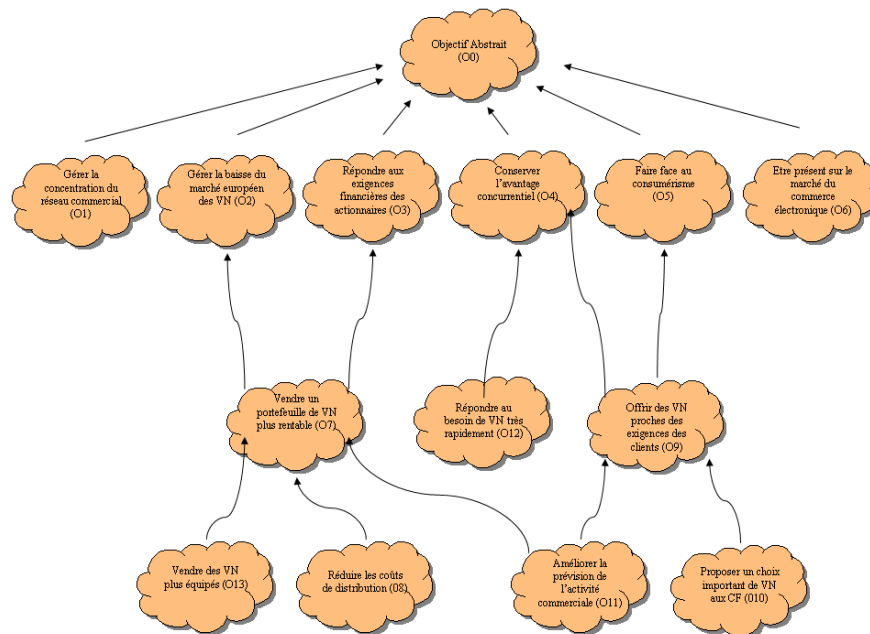 Objectif Abstrait
(O0)
Gérer la
concentration du
réseau commercial
(O1)
Gérer la baisse du
marché européen
des VN (O2)
Répondre aux
exigences
financières des
actionnaires (O3)
Conserver
l'avantage
concurrentiel (O4)
Faire face au
consumérisme
(O5)
Etre présent sur le
marché du
commerce
électronique (O6)
Vendre un
portefeuille de VN
plus rentable (O7)
Répondre au
besoin de VN très
rapidement (O12)
Offrir des VN
proches des
exigences des
clients (O9)
Vendre des VN
plus équipés (O13)
Réduire les coûts
de distribution (08)
Améliorer la
prévision de
l'activité
commerciale (O11)
Proposer un choix
important de VN
aux CF (010)